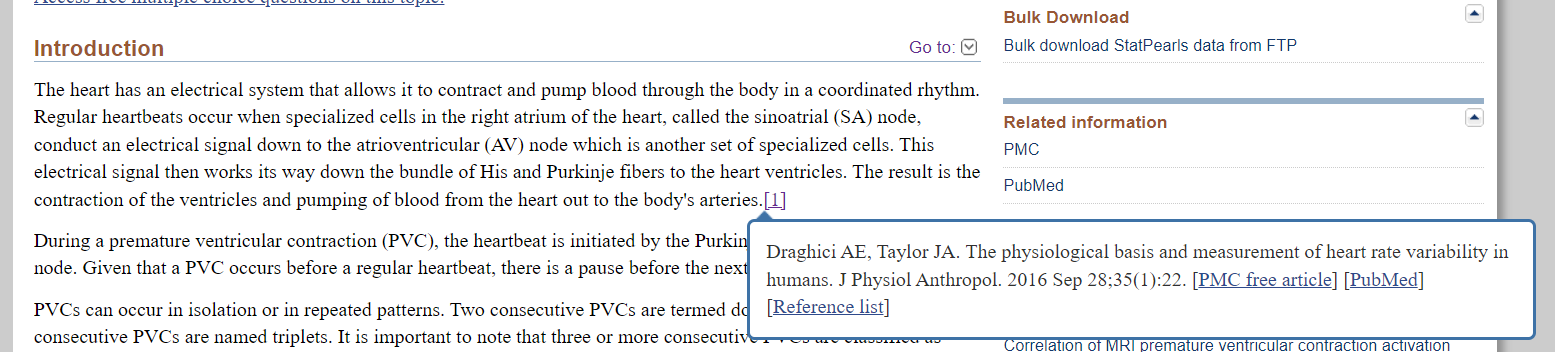 Access free multiple choice questions on this topic.
Introduction
Go to:
The heart has an electrical system that allows it to contract and pump blood through the body in a coordinated rhythm.
Regular heartbeats occur when specialized cells in the right atrium of the heart, called the sinoatrial (SA) node,
conduct an electrical signal down to the atrioventricular (AV) node which is another set of specialized cells. This
electrical signal then works its way down the bundle of His and Purkinje fibers to the heart ventricles. The result is the
contraction of the ventricles and pumping of blood from the heart out to the body's arteries.[1]
During a premature ventricular contraction (PVC), the heartbeat is initiated by the Purkin
node. Given that a PVC occurs before a regular heartbeat, there is a pause before the next
PVCs can occur in isolation or in repeated patterns. Two consecutive PVCs are termed do
consecutive PVCs are named triplets. It is important to note that three or more consecutive PVCs are classified as
Draghici AE, Taylor JA. The physiological basis and measurement of heart rate variability in
humans. J Physiol Anthropol. 2016 Sep 28;35(1):22. [PMC free article] [PubMed]
[Reference list]
Bulk Download
Bulk download StatPearls data from FTP
Related information
PMC
PubMed
Correlation of MRI premature ventricular contraction activation